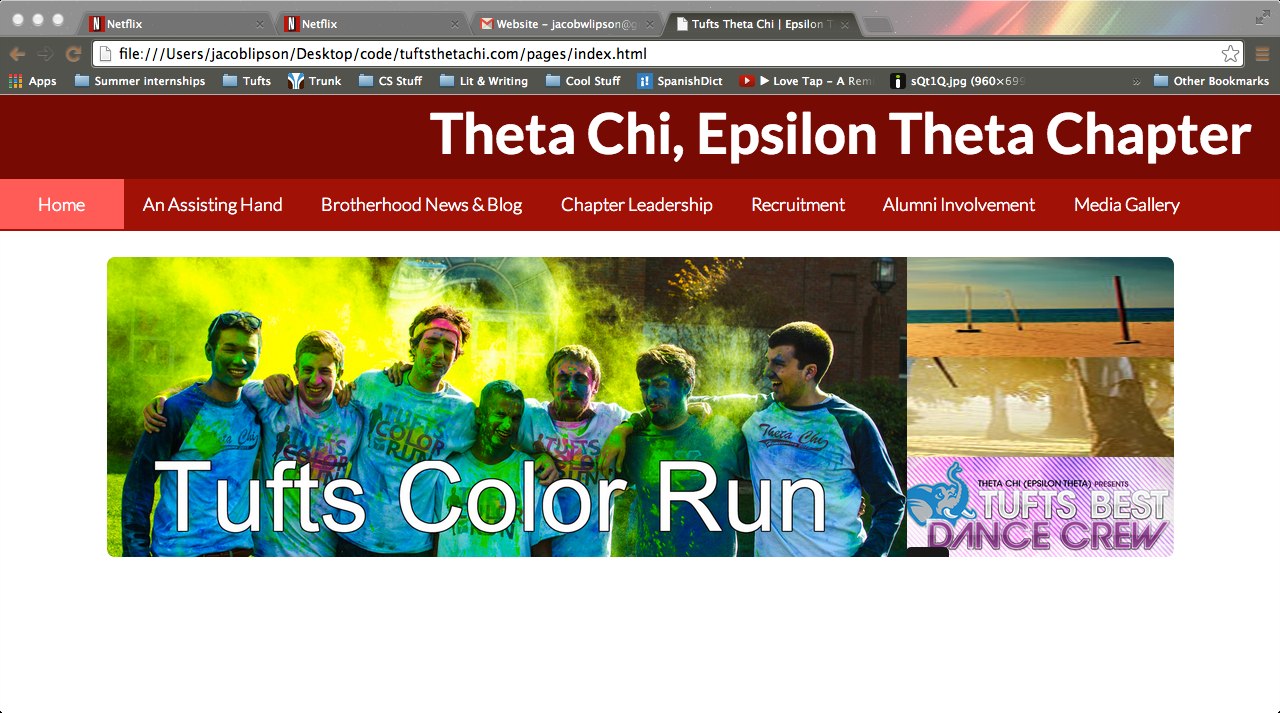 Netflix
Netflix
Website – jacobwlipson@g
Tufts Theta Chi | Epsilon T
file:///Users/jacoblipson/Desktop/code/tuftsthetachi.com/pages/index.html
Apps Summer internships Tufts Trunk CS Stuff Lit & Writing Cool Stuff SpanishDict ▶ Love Tap – A Rem sQt1Q.jpg (960×699 » Other Bookmarks
Theta Chi, Epsilon Theta Chapter
Home An Assisting Hand Brotherhood News & Blog Chapter Leadership Recruitment Alumni Involvement Media Gallery
Theta Chi
TUFTS COLOR RUN
Theta Chi
Tufts Color Run
THETA CHI (EPSILON THETA) PRESENTS
TUFTS BEST
DANCE CREW